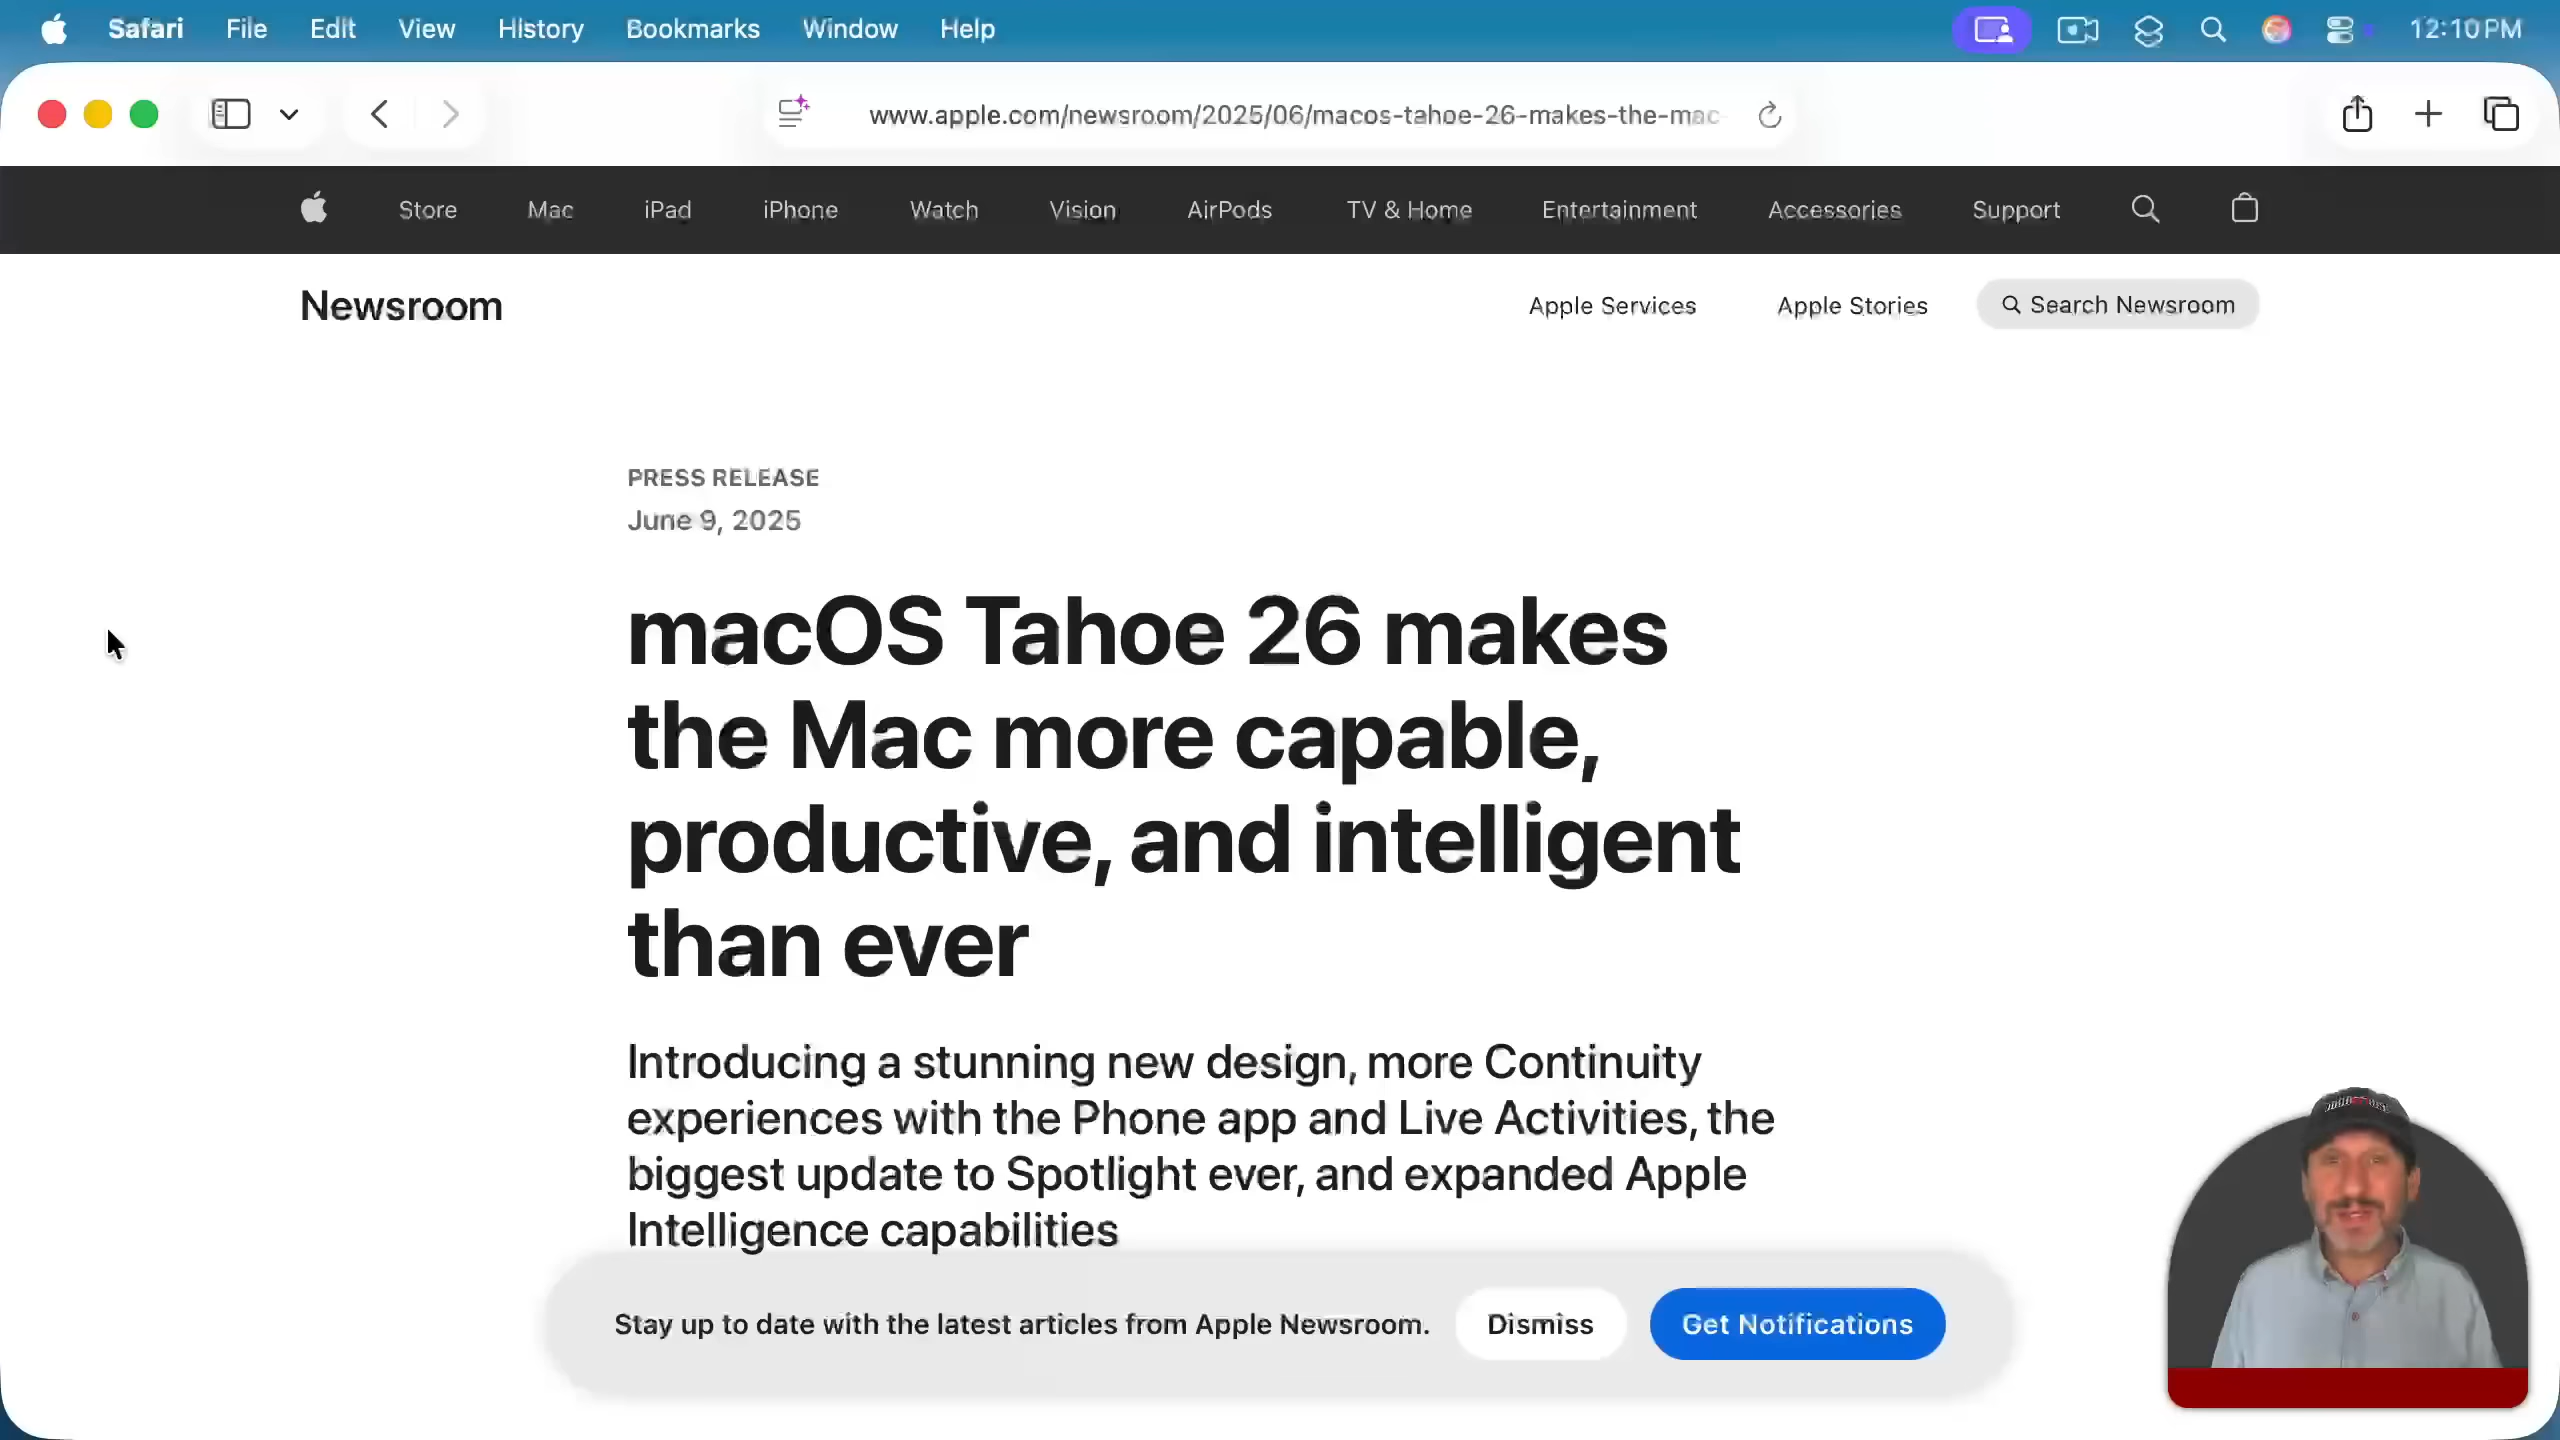 Safari File Edit View History Bookmarks Window Help 12:10 PM
www.apple.com/newsroom/2025/06/macos-tahoe-26-makes-the-mac-
Store Mac iPad iPhone Watch Vision AirPods TV & Home Entertainment Accessories Support
Newsroom Apple Services Apple Stories Search Newsroom
PRESS RELEASE
June 9, 2025
macOS Tahoe 26 makes
the Mac more capable,
productive, and intelligent
than ever
Introducing a stunning new design, more Continuity
experiences with the Phone app and Live Activities, the
biggest update to Spotlight ever, and expanded Apple
Intelligence capabilities
Stay up to date with the latest articles from Apple Newsroom. Dismiss Get Notifications